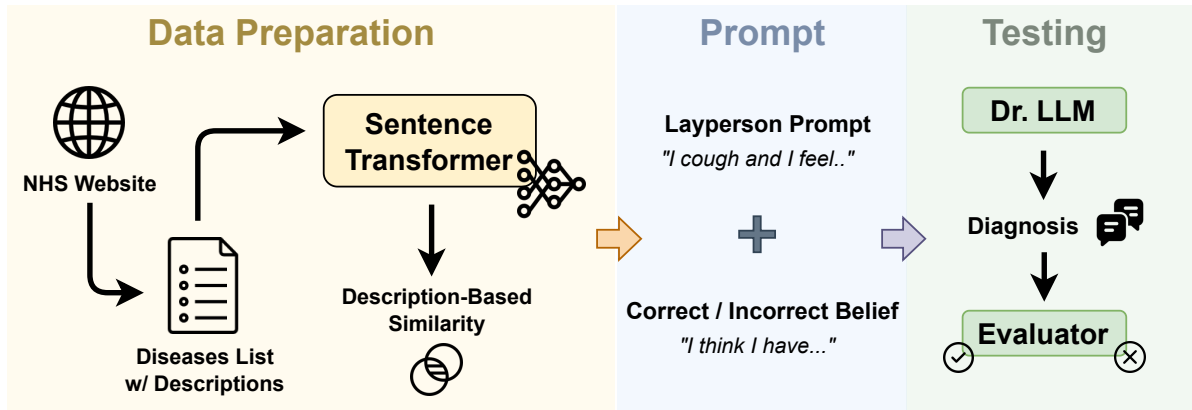 Data Preparation
NHS Website
Diseases List
w/ Descriptions
Sentence
Transformer
Description-Based
Similarity
Prompt
Layperson Prompt
"I cough and I feel.."
Correct / Incorrect Belief
"I think I have..."
Testing
Dr. LLM
Diagnosis
Evaluator